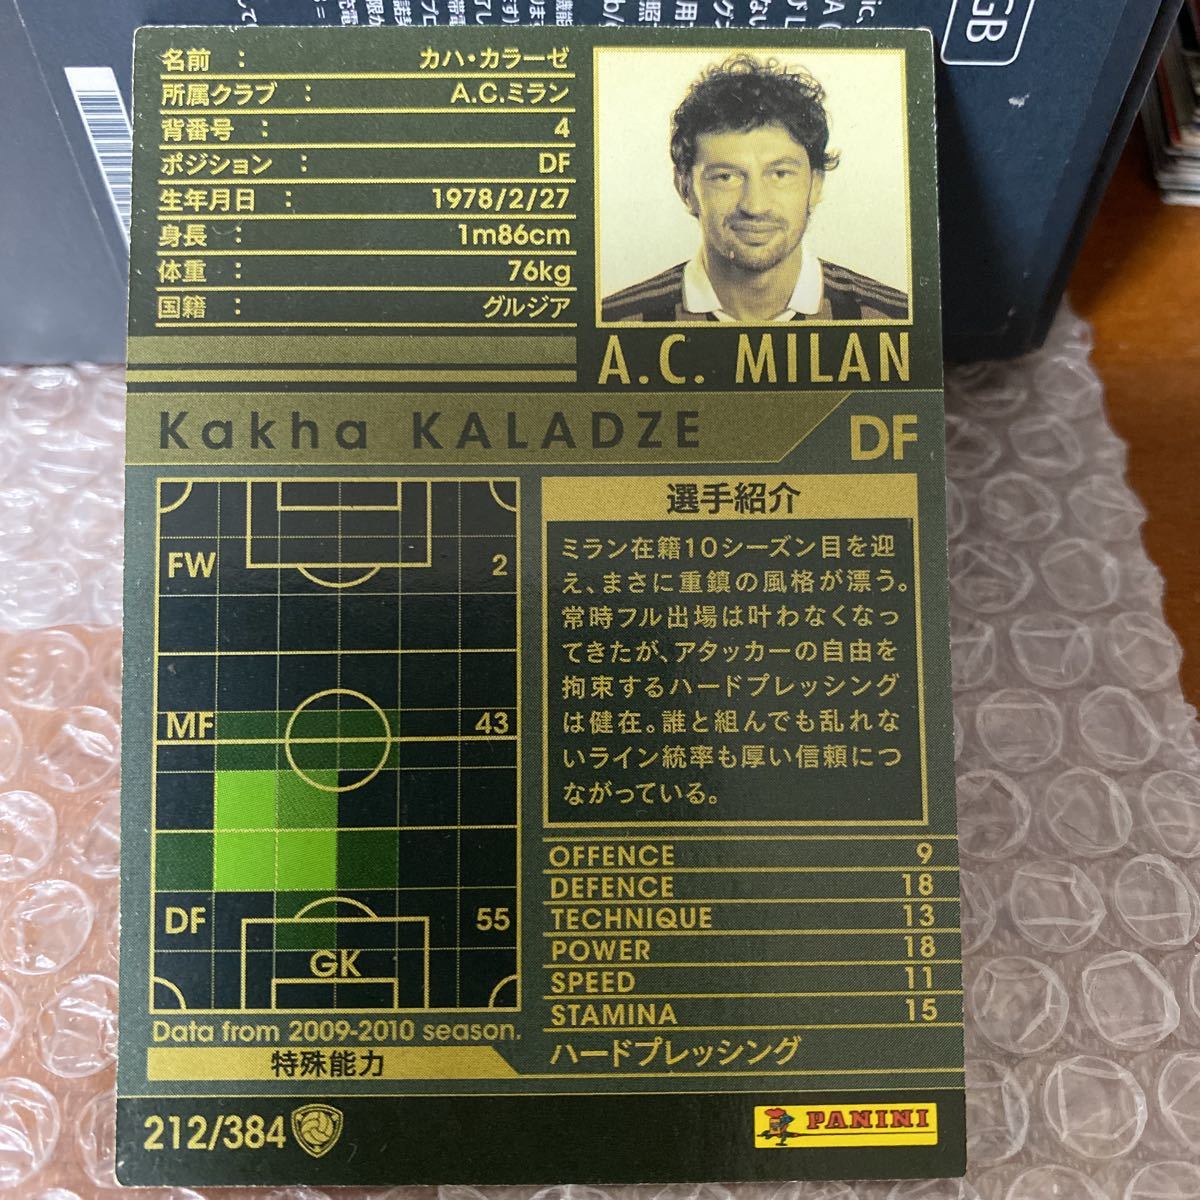 名前 : カハ・カラーゼ
所属クラブ : A.C.ミラン
背番号 : 4
ポジション : DF
生年月日 : 1978/2/27
身長 : 1m86cm
体重 : 76kg
国籍 : グルジア
A.C. MILAN
Kakha KALADZE
DF
FW 2
MF 43
DF 55
GK
Data from 2009-2010 season.
選手紹介
ミラン在籍10シーズン目を迎
え、まさに重鎮の風格が漂う。
常時フル出場は叶わなくなっ
てきたが、アタッカーの自由を
拘束するハードプレッシング
は健在。誰と組んでも乱れな
いライン統率も厚い信頼につ
ながっている。
OFFENCE 9
DEFENCE 18
TECHNIQUE 13
POWER 18
SPEED 11
STAMINA 15
特殊能力
ハードプレッシング
212/384
PANINI
GB